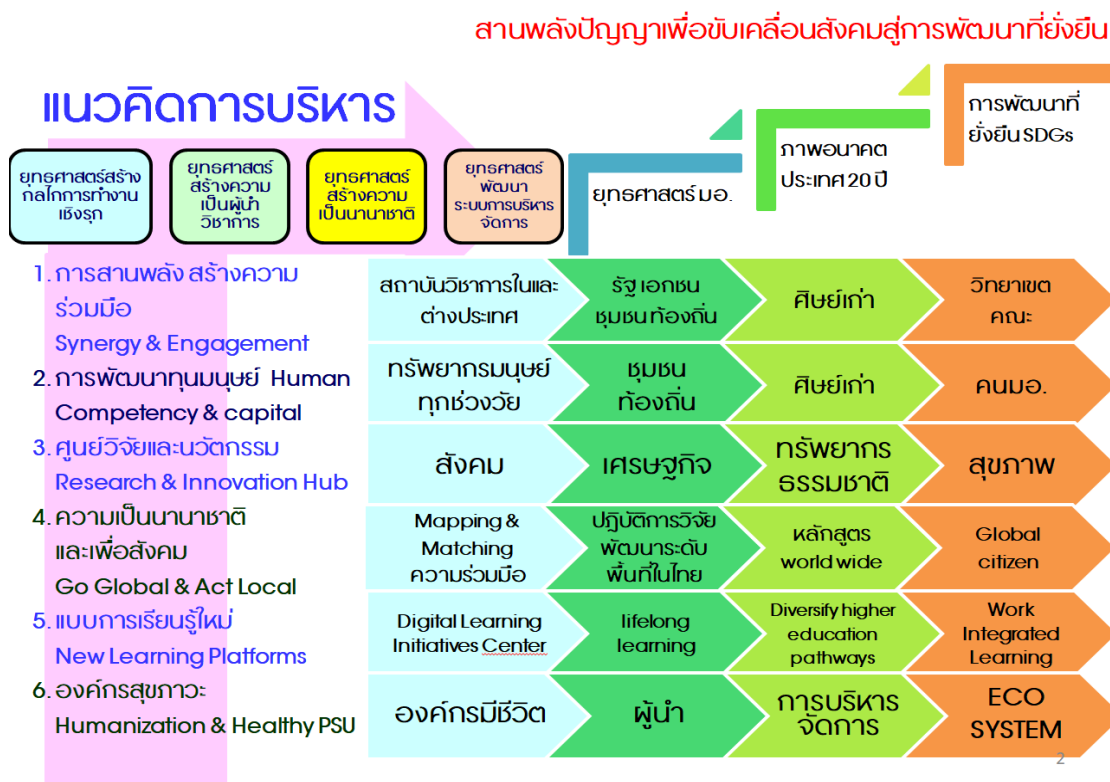 สานพลังปัญญาเพื่อขับเคลื่อนสังคมสู่การพัฒนาที่ยั่งยืน
แนวคิดการบริหาร
ยุทธศาสตร์สร้าง
กลไกการทำงาน
เชิงรุก
ยุทธศาสตร์
สร้างความ
เป็นผู้นำ
วิชาการ
ยุทธศาสตร์
สร้างความ
เป็นนานาชาติ
ยุทธศาสตร์
พัฒนา
ระบบการบริหาร
จัดการ
ยุทธศาสตร์ มอ.
ภาพอนาคต
ประเทศ 20 ปี
การพัฒนาที่
ยั่งยืน SDGs
1. การสานพลัง สร้างความ
ร่วมมือ
Synergy & Engagement
สถาบันวิชาการในและ
ต่างประเทศ
รัฐ เอกชน
ชุมชน ท้องถิ่น
ศิษย์เก่า
วิทยาเขต
คณะ
2. การพัฒนาทุนมนุษย์ Human
Competency & capital
ทรัพยากรมนุษย์
ทุกช่วงวัย
ชุมชน
ท้องถิ่น
ศิษย์เก่า
คนมอ.
3. ศูนย์วิจัยและนวัตกรรม
Research & Innovation Hub
สังคม
เศรษฐกิจ
ทรัพยากร
ธรรมชาติ
สุขภาพ
4. ความเป็นนานาชาติ
และเพื่อสังคม
Go Global & Act Local
Mapping &
Matching
ความร่วมมือ
ปฏิบัติการวิจัย
พัฒนาระดับ
พื้นที่ในไทย
หลักสูตร
world wide
Global
citizen
5. แบบการเรียนรู้ใหม่
New Learning Platforms
Digital Learning
Initiatives Center
lifelong
learning
Diversify higher
education
pathways
Work
Integrated
Learning
6. องค์กรสุขภาวะ
Humanization & Healthy PSU
องค์กรมีชีวิต
ผู้นำ
การบริหาร
จัดการ
ECO
SYSTEM
2